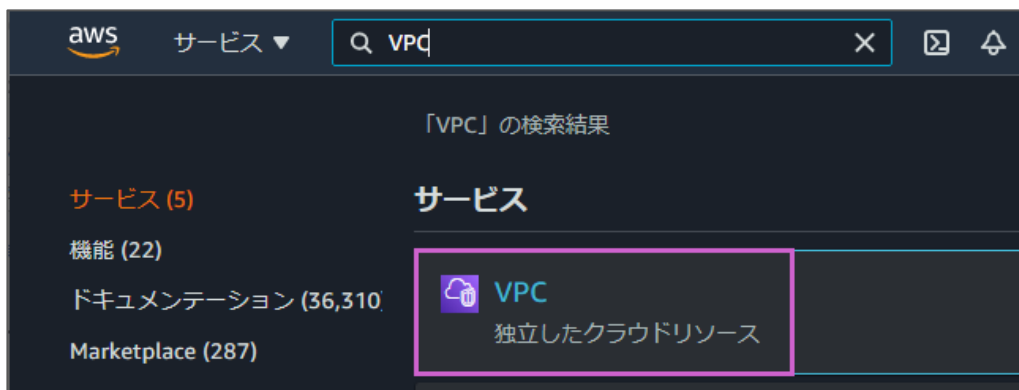 aws サービス ▼ VPC
「VPC」の検索結果
サービス (5)
サービス
機能 (22)
ドキュメンテーション (36,310)
VPC
独立したクラウドリソース
Marketplace (287)